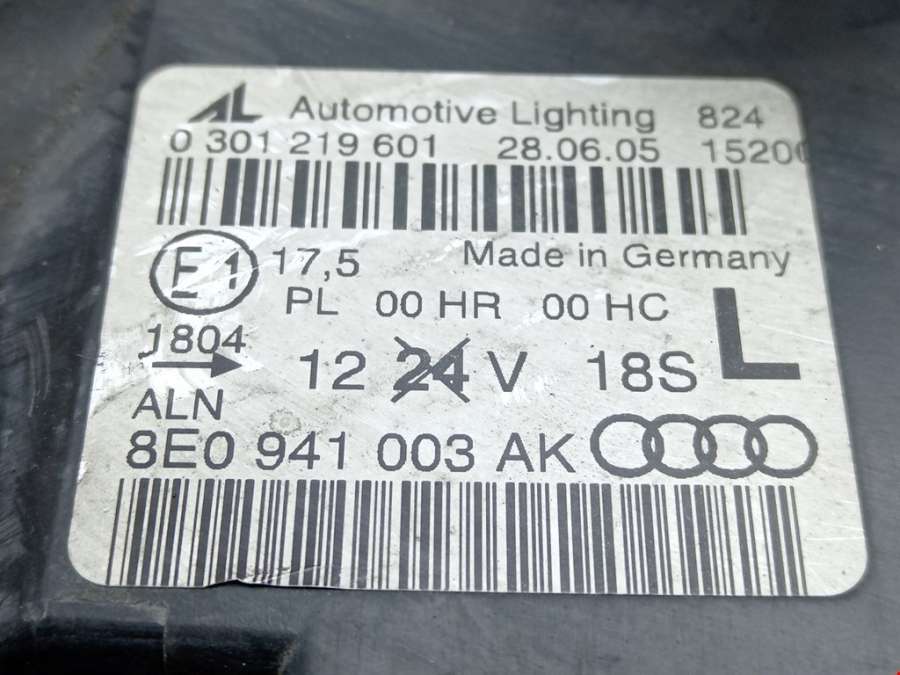 AL Automotive Lighting 824
0 301 219 601 28.06.05 1520
E1 17,5 Made in Germany
PL 00 HR 00 HC
1804 12 24 V 18S L
ALN
8E0 941 003 AK